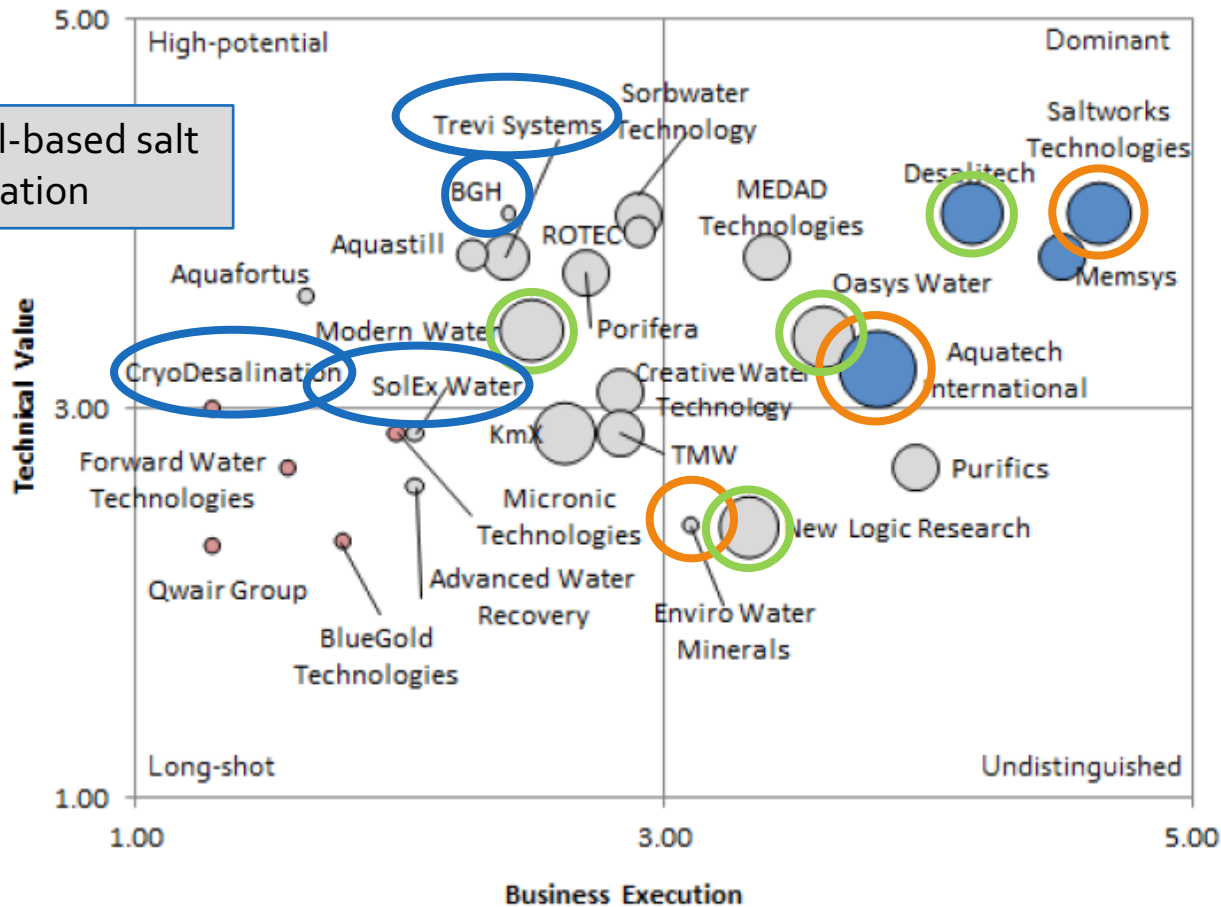 5.00
High-potential
Dominant
Sorbwater
Technology
Saltworks
Technologies
Trevi Systems
l-based salt
ation
Desalitech
BGH
MEDAD
Technologies
ROTEC
Aquastill
Aquafortus
Oasys Water
Memsys
Modern Water
Porifera
Aquatech
International
CryoDesalination
SolEx Water
Creative Water
Technology
3.00
Technical Value
KmX
TMW
Forward Water
Technologies
Purifics
Micronic
Technologies
New Logic Research
Qwair Group
Advanced Water
Recovery
Enviro Water
Minerals
BlueGold
Technologies
Long-shot
Undistinguished
1.00
1.00
3.00
5.00
Business Execution